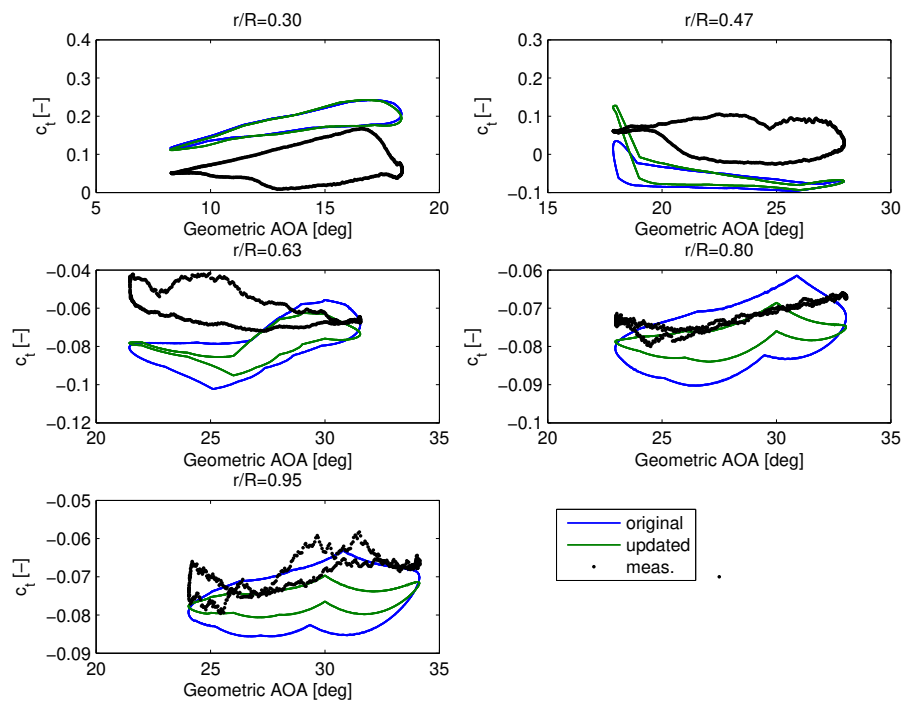 r/R=0.30
0.4
0.3
0.2
0.1
0
c_t [−]
5 10 15 20
Geometric AOA [deg]
r/R=0.47
0.4
0.3
0.2
0.1
0
−0.1
c_t [−]
15 20 25 30
Geometric AOA [deg]
r/R=0.63
−0.04
−0.06
−0.08
−0.1
−0.12
c_t [−]
20 25 30 35
Geometric AOA [deg]
r/R=0.80
−0.06
−0.07
−0.08
−0.09
−0.1
c_t [−]
20 25 30 35
Geometric AOA [deg]
r/R=0.95
−0.05
−0.06
−0.07
−0.08
−0.09
c_t [−]
20 25 30 35
Geometric AOA [deg]
original
updated
meas.